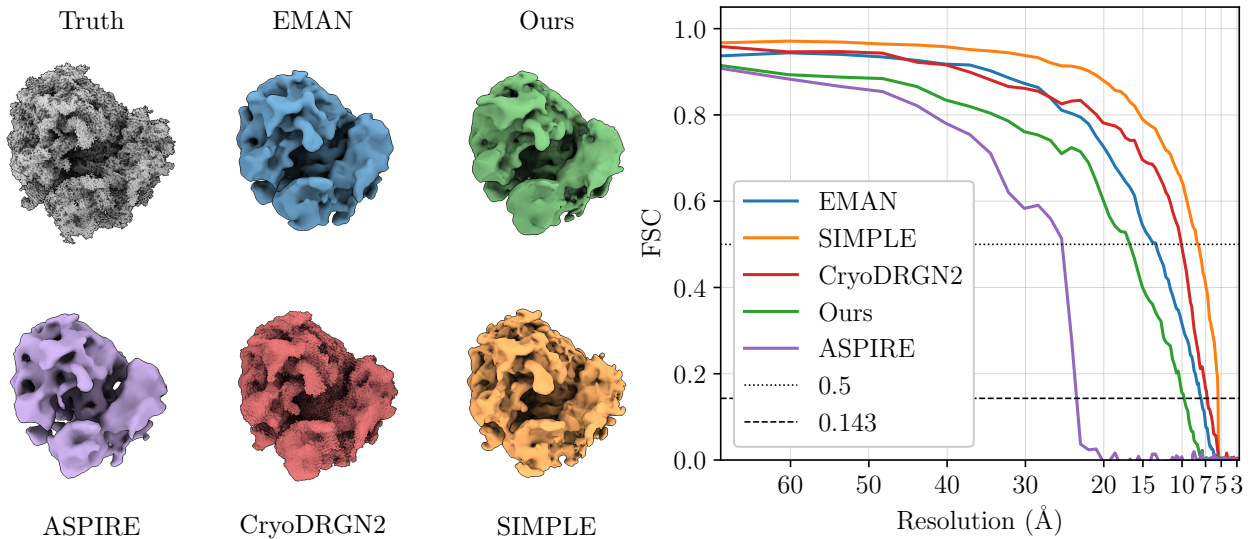 Truth
EMAN
Ours
ASPIRE
CryoDRGN2
SIMPLE
FSC
1.0
0.8
0.6
0.4
0.2
0.0
EMAN
SIMPLE
CryoDRGN2
Ours
ASPIRE
0.5
0.143
60 50 40 30 20 15 10 7 5 3
Resolution (Å)